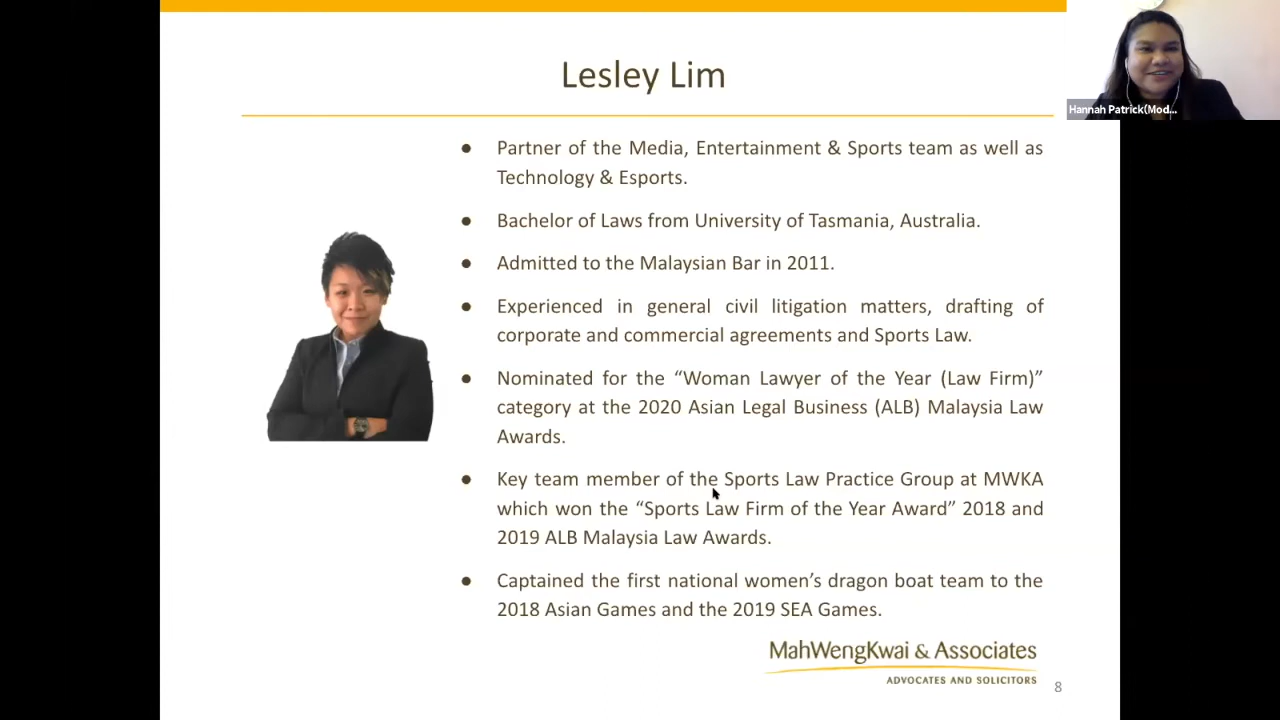 Lesley Lim
Hannah Patrick(Mod...
● Partner of the Media, Entertainment & Sports team as well as
Technology & Esports.
● Bachelor of Laws from University of Tasmania, Australia.
● Admitted to the Malaysian Bar in 2011.
● Experienced in general civil litigation matters, drafting of
corporate and commercial agreements and Sports Law.
● Nominated for the “Woman Lawyer of the Year (Law Firm)”
category at the 2020 Asian Legal Business (ALB) Malaysia Law
Awards.
● Key team member of the Sports Law Practice Group at MWKA
which won the “Sports Law Firm of the Year Award” 2018 and
2019 ALB Malaysia Law Awards.
● Captained the first national women’s dragon boat team to the
2018 Asian Games and the 2019 SEA Games.
MahWengKwai & Associates
ADVOCATES AND SOLICITORS
8